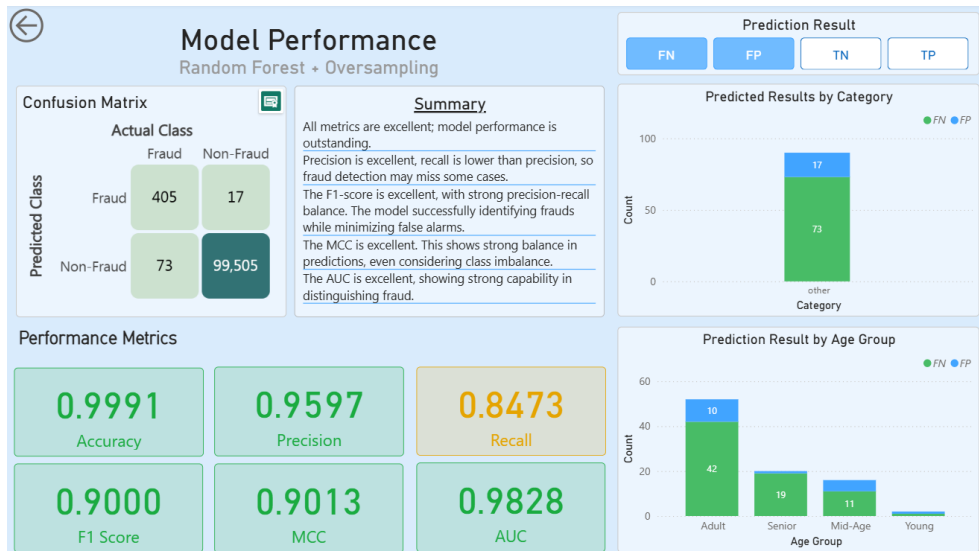 Model Performance
Random Forest + Oversampling
Prediction Result
FN FP TN TP
Confusion Matrix
Actual Class
Fraud Non-Fraud
Predicted Class
Fraud 405 17
Non-Fraud 73 99,505
Summary
All metrics are excellent; model performance is
outstanding.
Precision is excellent, recall is lower than precision, so
fraud detection may miss some cases.
The F1-score is excellent, with strong precision-recall
balance. The model successfully identifying frauds
while minimizing false alarms.
The MCC is excellent. This shows strong balance in
predictions, even considering class imbalance.
The AUC is excellent, showing strong capability in
distinguishing fraud.
Predicted Results by Category
FN FP
100
50
0
Count
17
73
other
Category
Performance Metrics
0.9991
Accuracy
0.9597
Precision
0.8473
Recall
0.9000
F1 Score
0.9013
MCC
0.9828
AUC
Prediction Result by Age Group
FN FP
60
40
20
0
Count
10
42
19
11
Adult Senior Mid-Age Young
Age Group